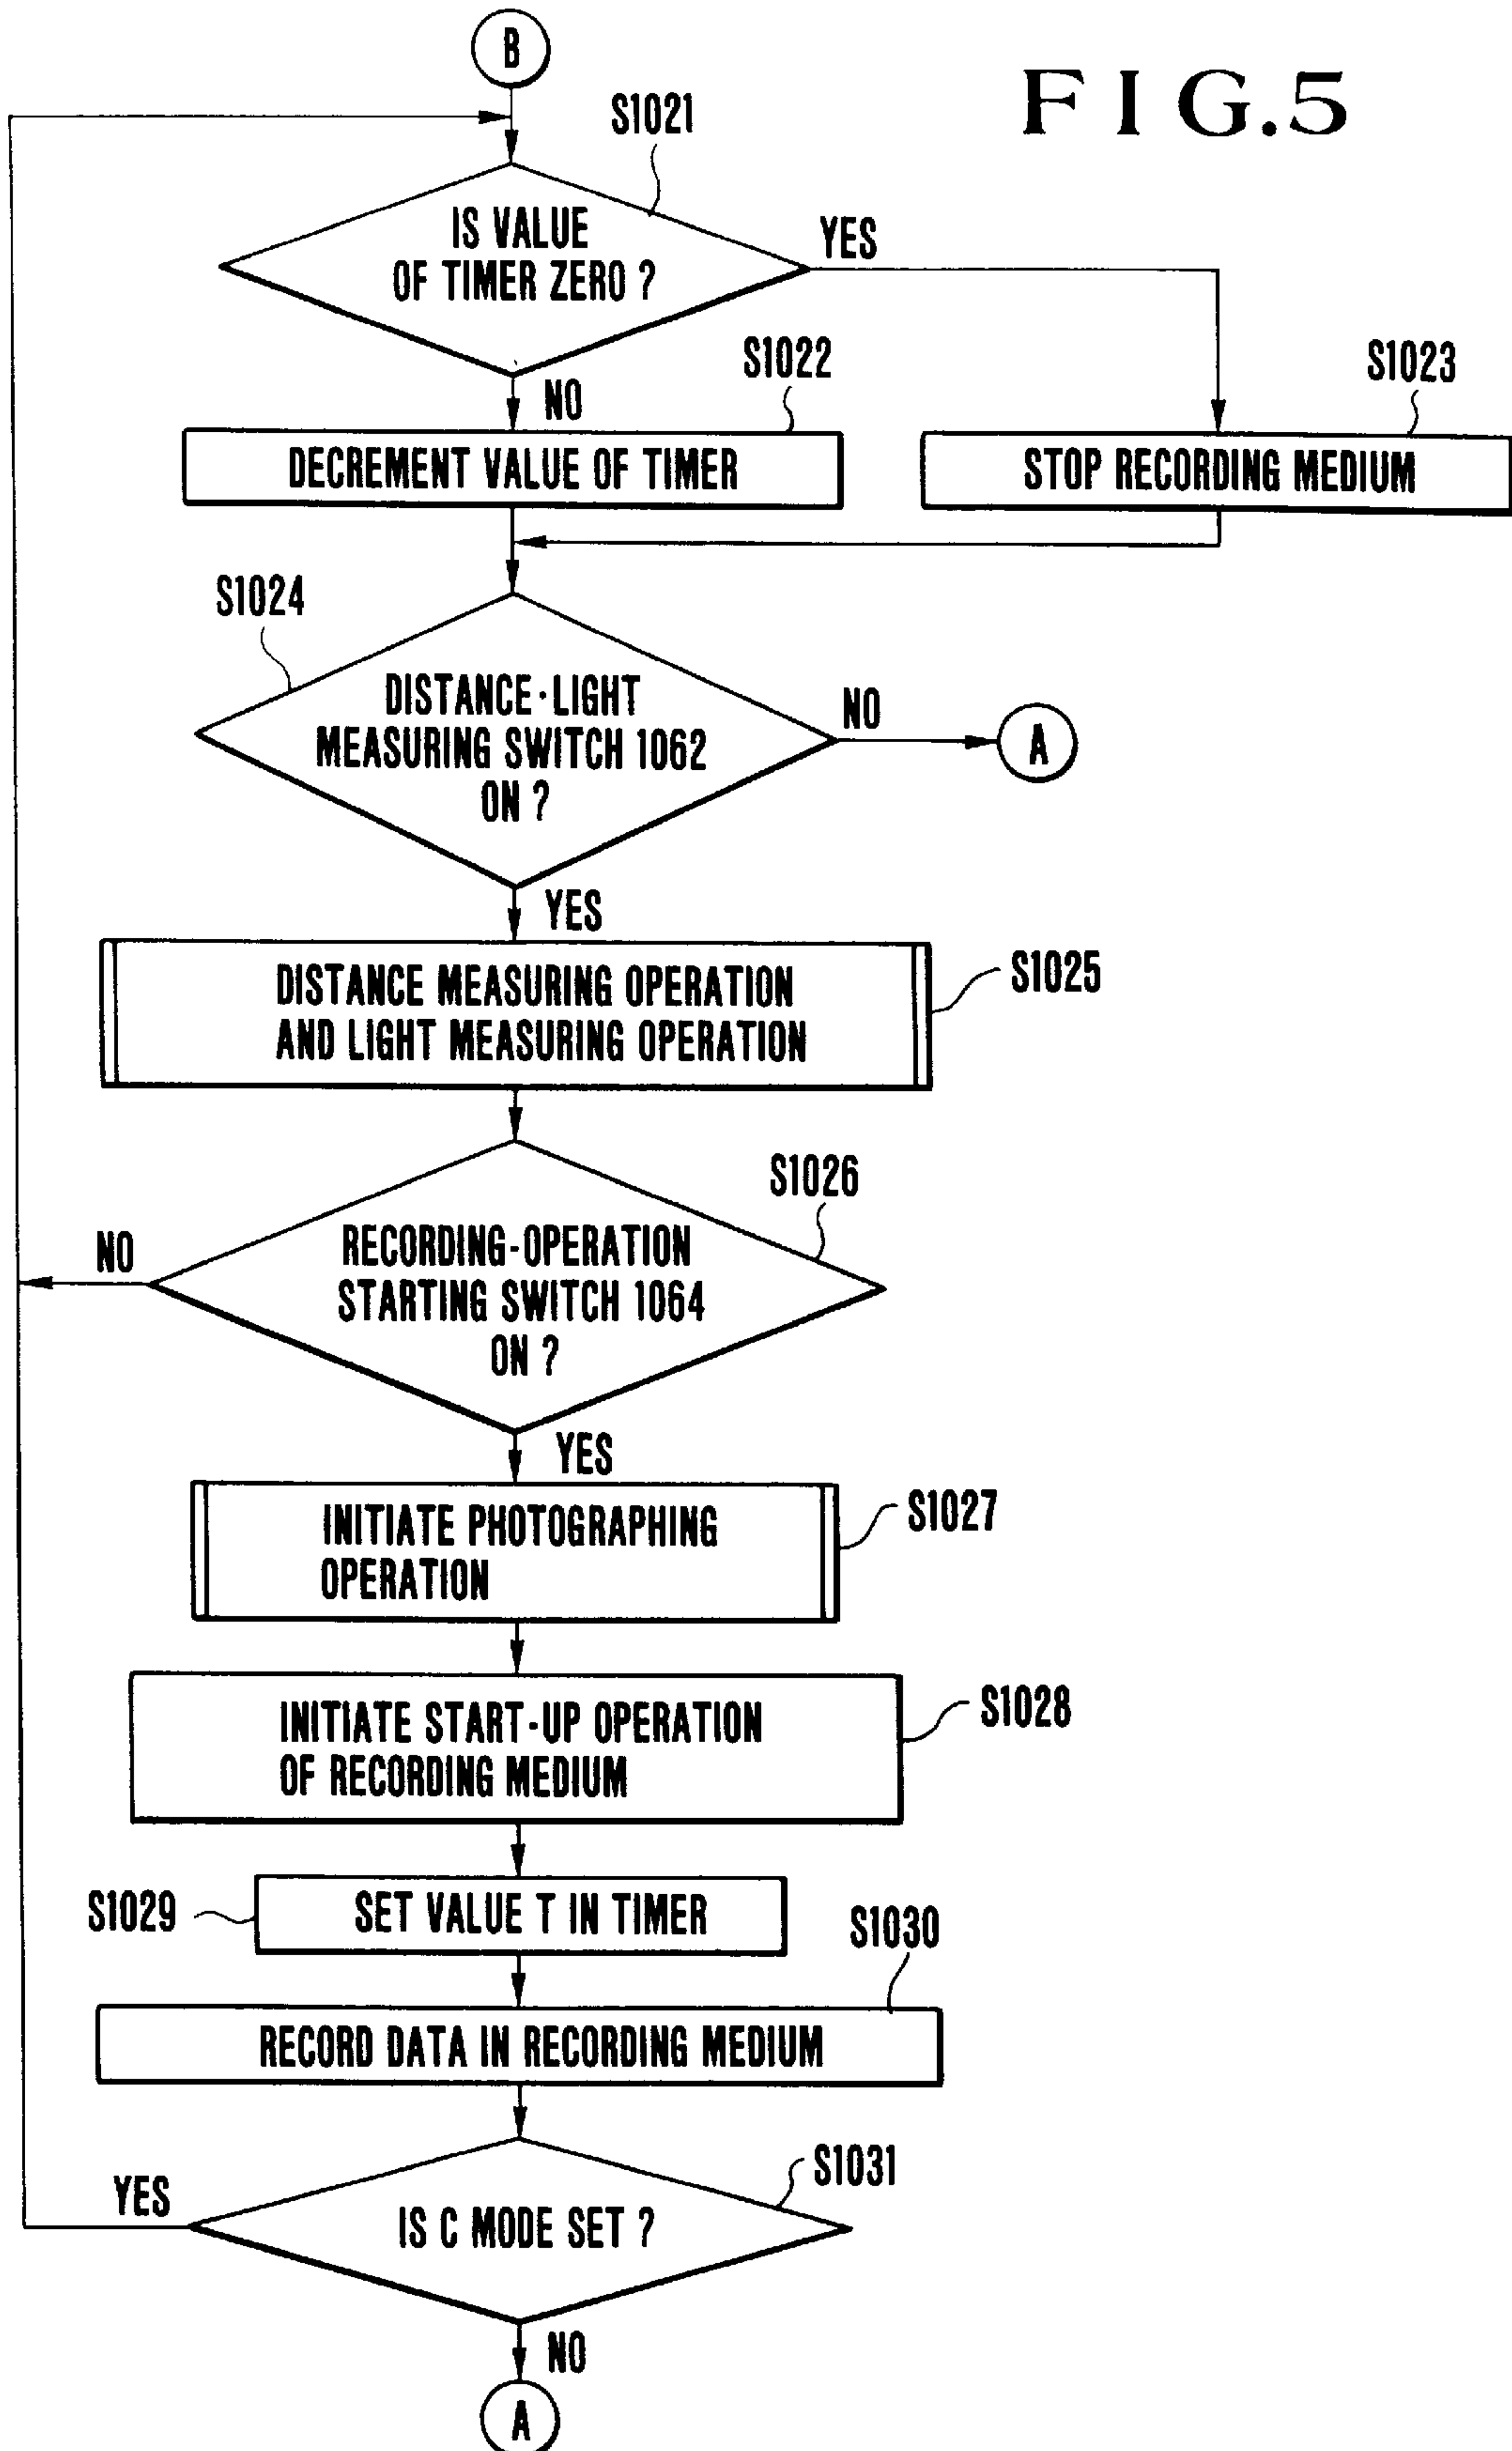 B
FIG.5
S1021
IS VALUE
OF TIMER ZERO ?
YES
S1022
S1023
NO
DECREMENT VALUE OF TIMER
STOP RECORDING MEDIUM
S1024
DISTANCE·LIGHT
MEASURING SWITCH 1062
ON ?
NO
A
YES
DISTANCE MEASURING OPERATION
AND LIGHT MEASURING OPERATION
S1025
S1026
RECORDING-OPERATION
STARTING SWITCH 1064
ON ?
NO
YES
INITIATE PHOTOGRAPHING
OPERATION
S1027
INITIATE START-UP OPERATION
OF RECORDING MEDIUM
S1028
S1029
SET VALUE T IN TIMER
S1030
RECORD DATA IN RECORDING MEDIUM
S1031
YES
IS C MODE SET ?
NO
A